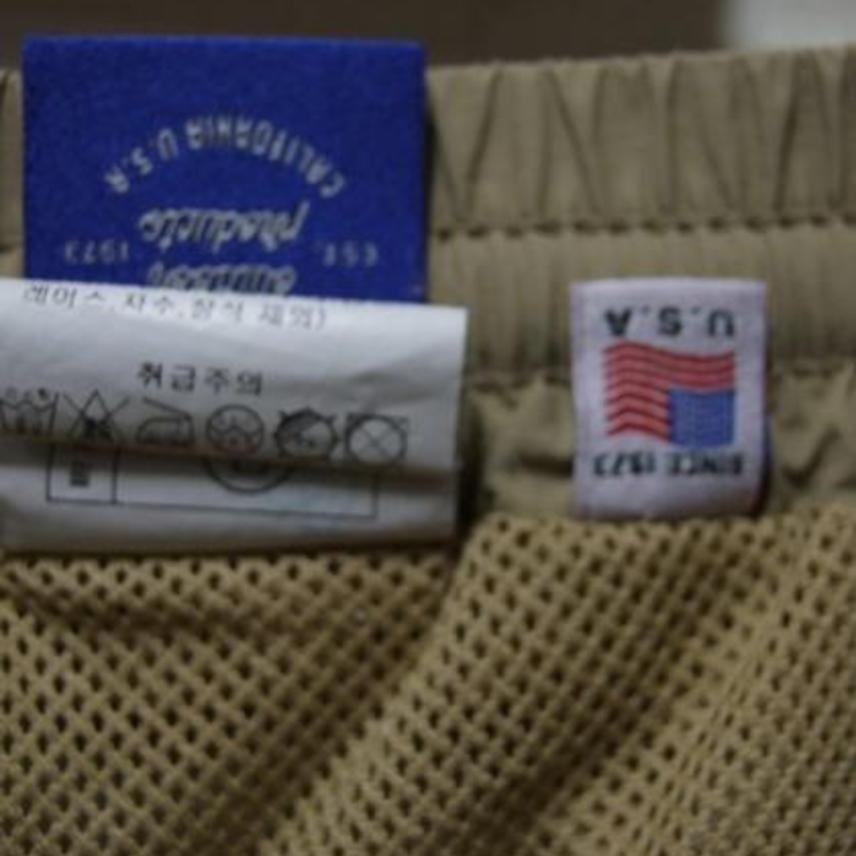 CALIFORNIA U.S.A
products
EST. 1973
레이스,자수,장식 제외)
취급주의
U.S.A
SINCE 1973